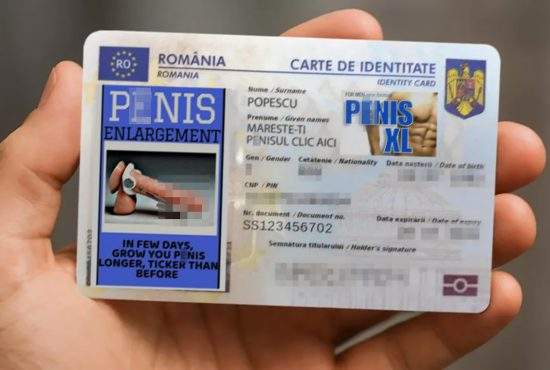 RO
ROMÂNIA
ROMANIA
CARTE DE IDENTITATE
IDENTITY CARD
PENIS
ENLARGEMENT
IN FEW DAYS,
GROW YOU PENIS
LONGER, TICKER THAN
BEFORE
Nume / Surname
POPESCU
Prenume / Given names
MAREȘTE-TI
PENISUL CLIC AICI
FOR MEN
PENIS
XL
Gen / Gender
Cetățenie / Nationality
Data nașterii / Date of birth
CNP / PIN
Nr. document / Document no.
SS123456702
Data expirării / Date of expiry
Semnătura titularului / Holder's signature